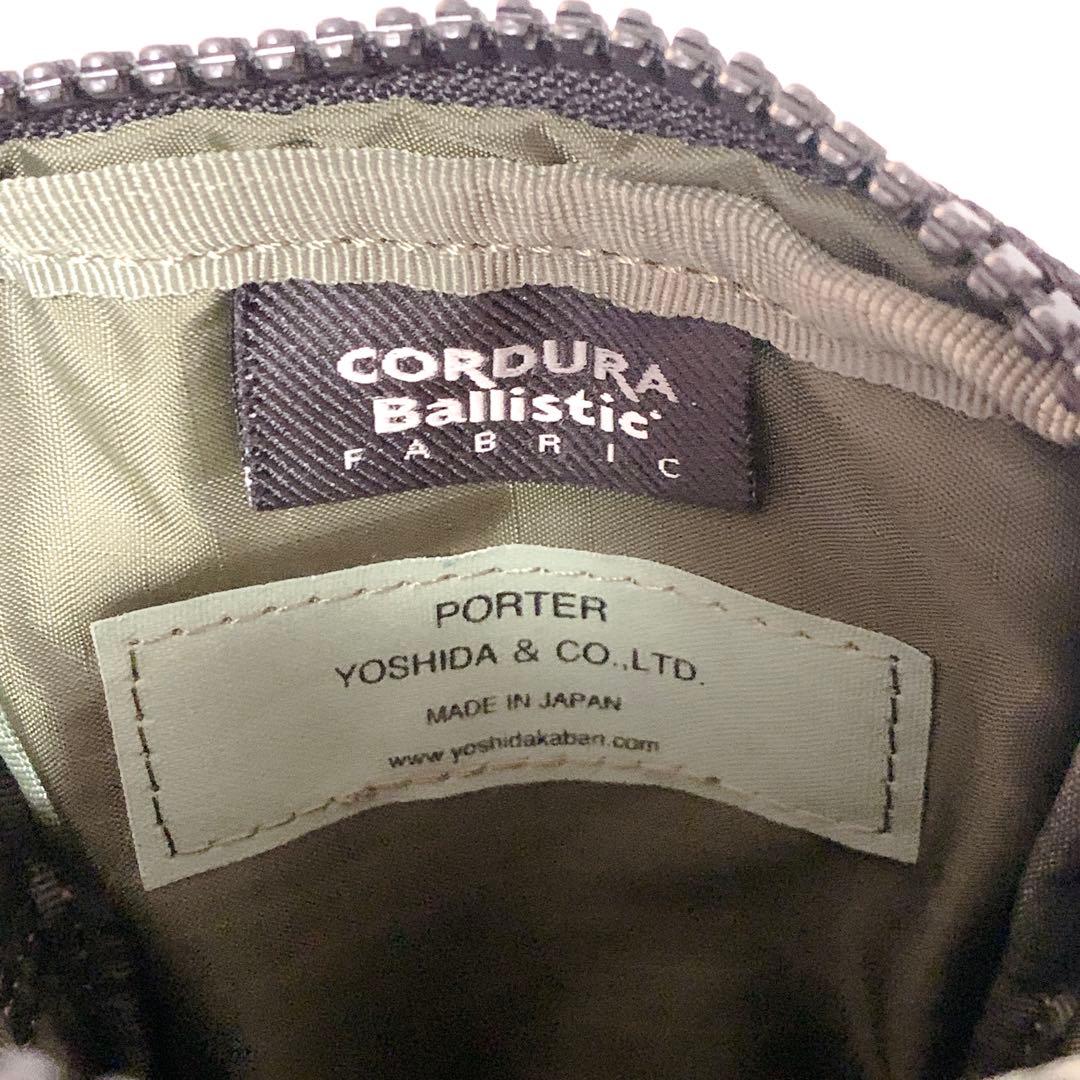 CORDURA
Ballistic
FABRIC
PORTER
YOSHIDA & CO.,LTD.
MADE IN JAPAN
www.yoshidakaban.com